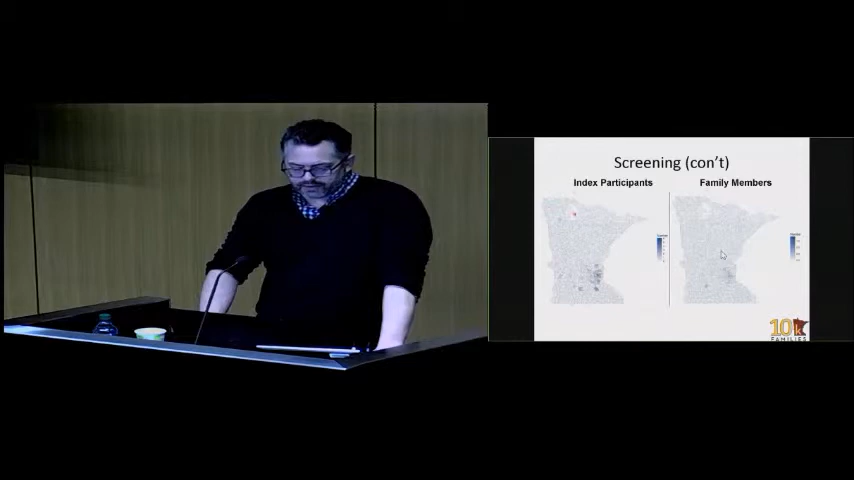 Screening (con't)
Index Participants
Family Members
10K
FAMILIES